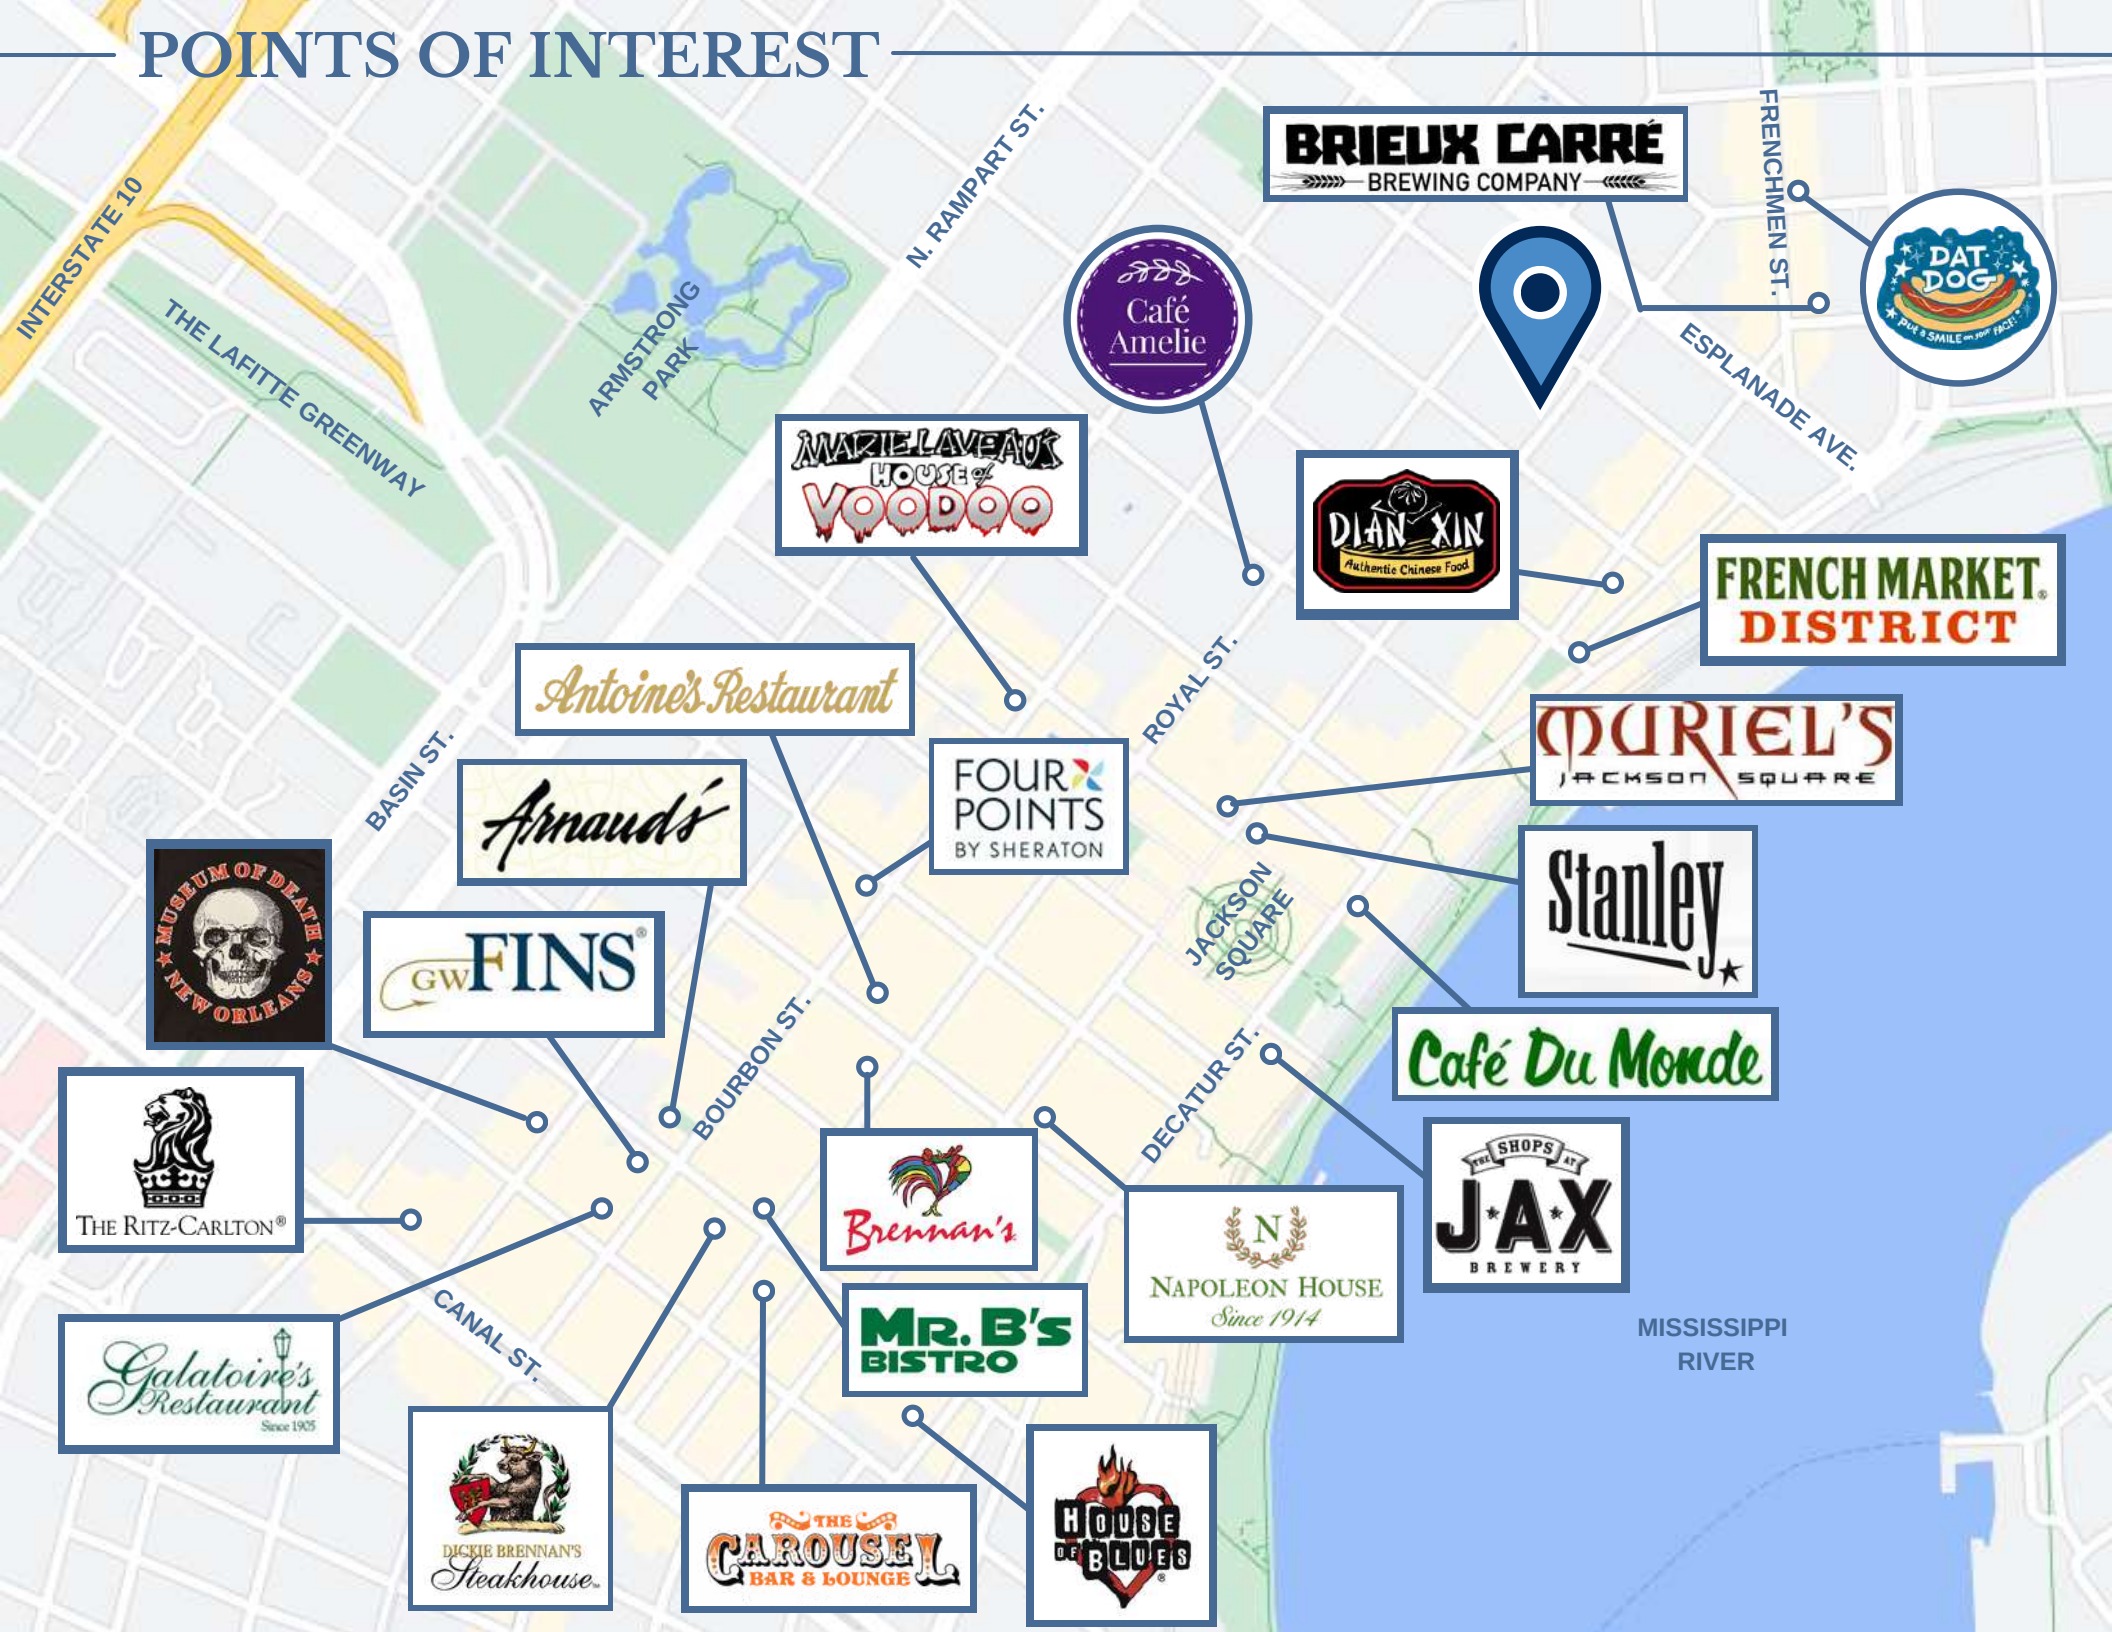 POINTS OF INTEREST
INTERSTATE 10
THE LAFITTE GREENWAY
ARMSTRONG
PARK
N. RAMPART ST.
BRIEUX CARRÉ
BREWING COMPANY
FRENCHMEN ST.
DAT
DOG
PUT a SMILE on your FACE!
Café
Amelie
ESPLANADE AVE.
MARIE LAVEAU'S
HOUSE of
VOODOO
DIAN XIN
Authentic Chinese Food
FRENCH MARKET®
DISTRICT
Antoine's Restaurant
ROYAL ST.
MURIEL'S
JACKSON SQUARE
BASIN ST.
Arnaud's
FOUR
POINTS
BY SHERATON
Stanley
MUSEUM OF DEATH
NEW ORLEANS
GW FINS®
JACKSON
SQUARE
BOURBON ST.
DECATUR ST.
Café Du Monde
THE RITZ-CARLTON®
Brennan's
NAPOLEON HOUSE
Since 1914
THE SHOPS AT
JAX
BREWERY
CANAL ST.
Galatoire's
Restaurant
Since 1905
MR. B'S
BISTRO
MISSISSIPPI
RIVER
DICKIE BRENNAN'S
Steakhouse
THE
CAROUSEL
BAR & LOUNGE
HOUSE
OF BLUES®